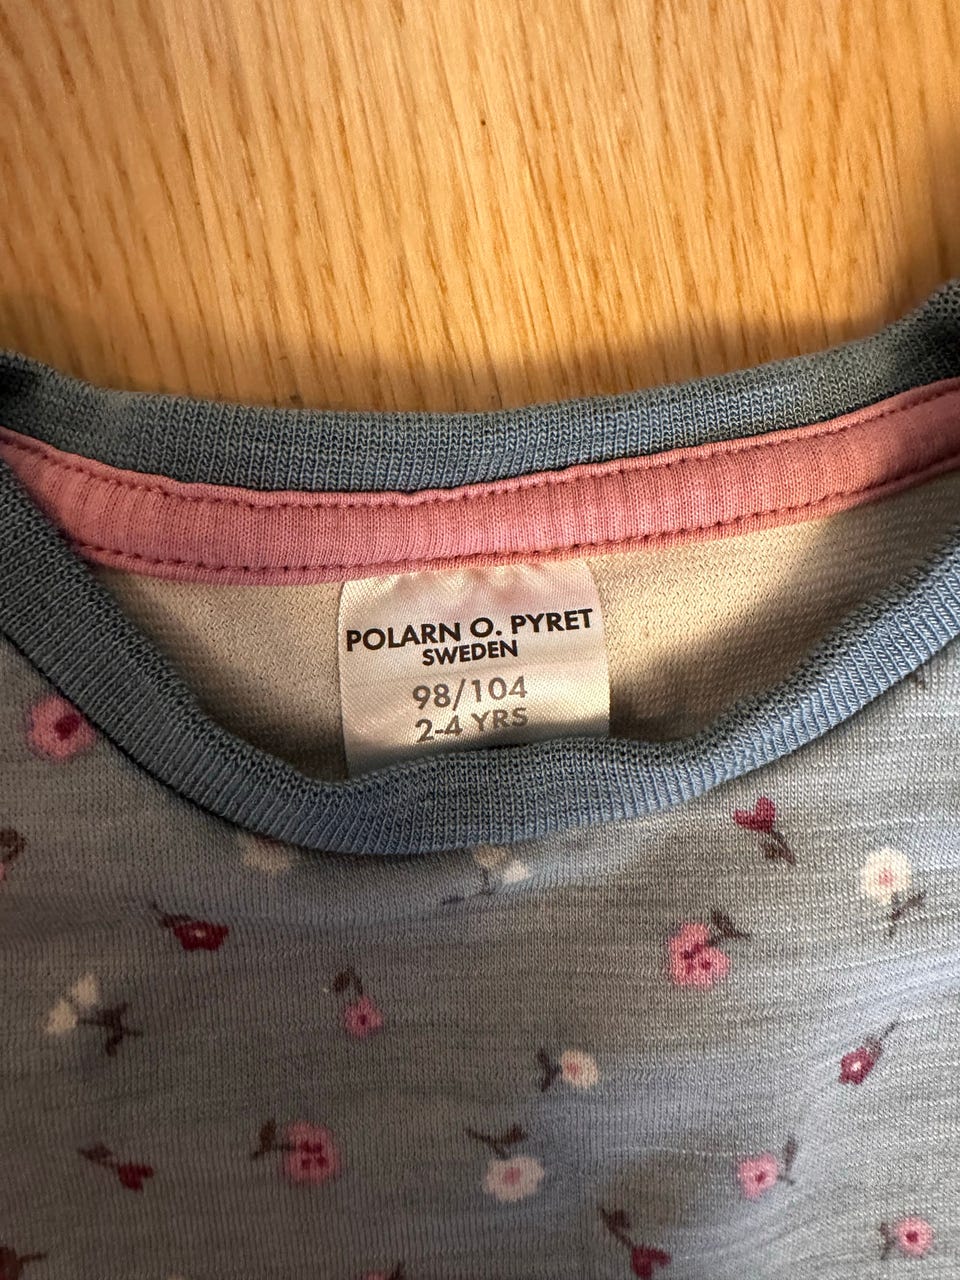 POLARN O. PYRET
SWEDEN
98/104
2-4 YRS